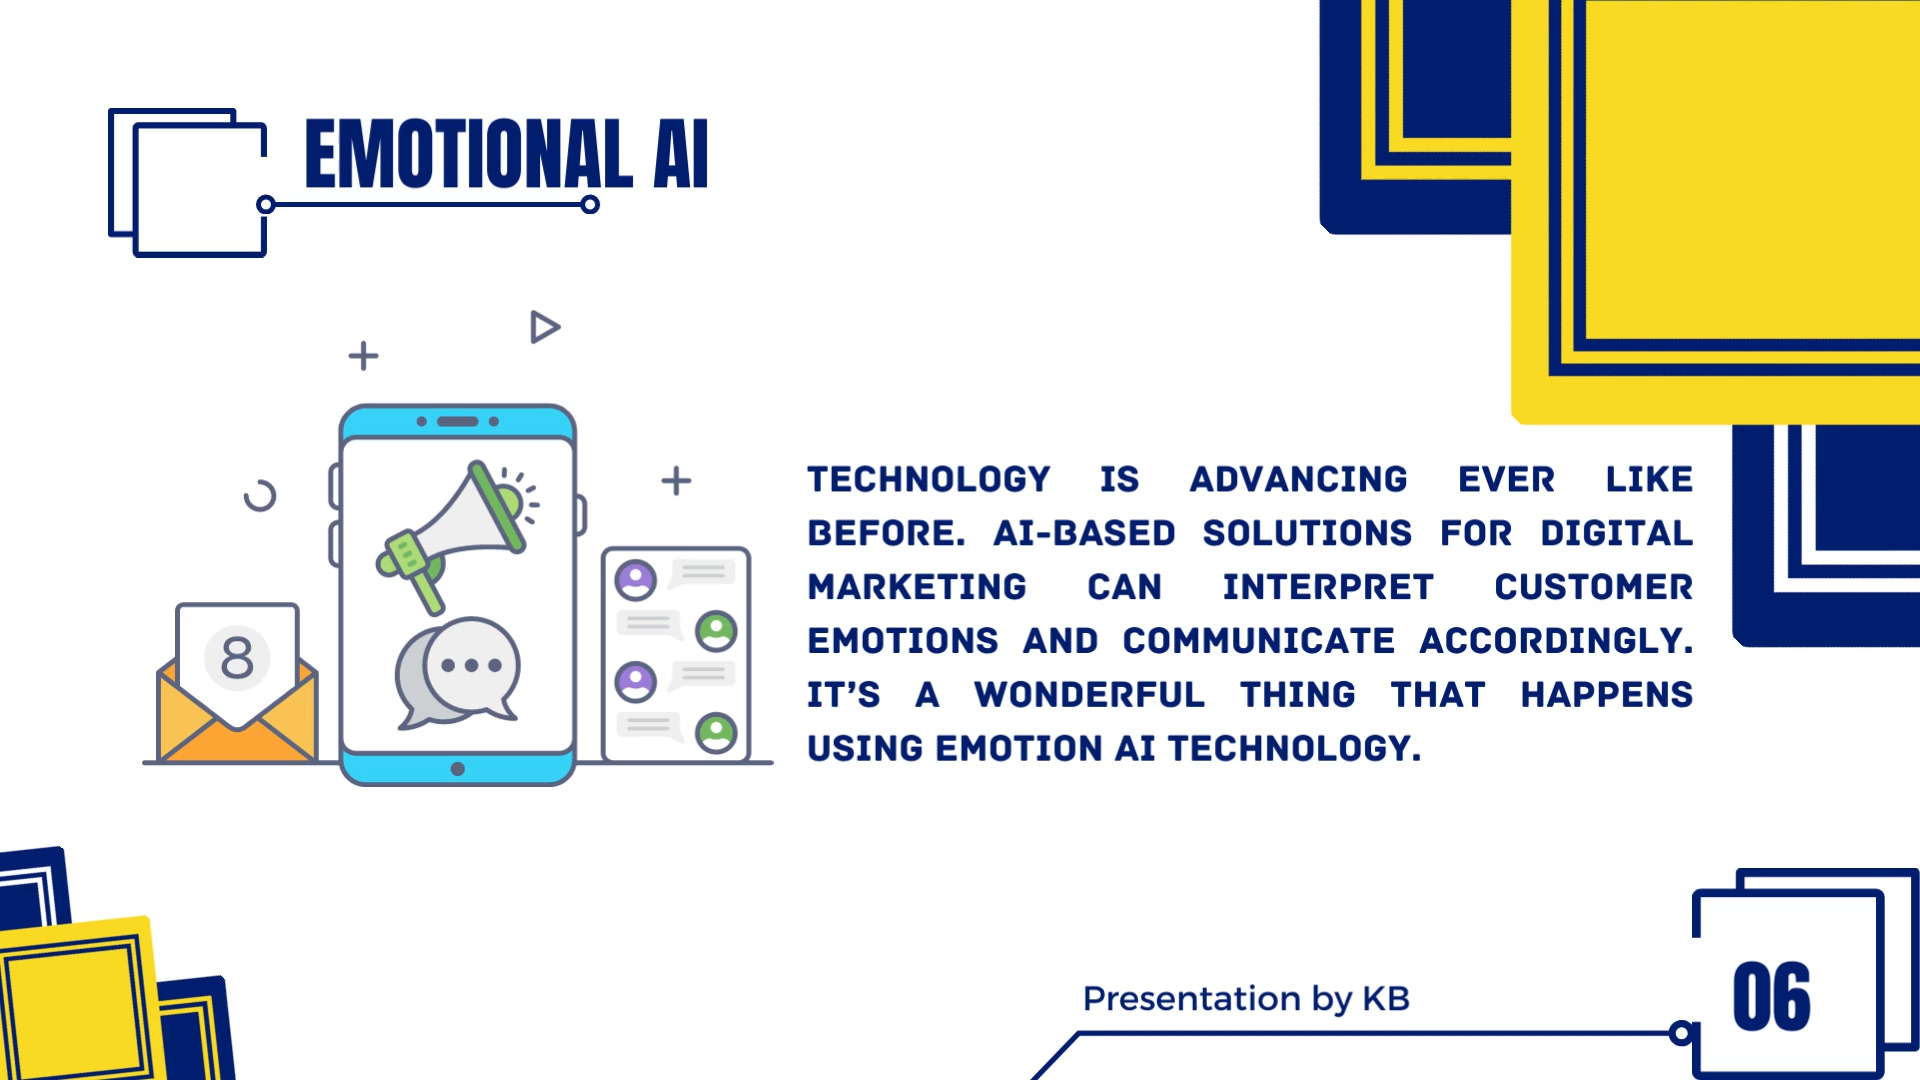 EMOTIONAL AI
8
TECHNOLOGY IS ADVANCING EVER LIKE
BEFORE. AI-BASED SOLUTIONS FOR DIGITAL
MARKETING CAN INTERPRET CUSTOMER
EMOTIONS AND COMMUNICATE ACCORDINGLY.
IT’S A WONDERFUL THING THAT HAPPENS
USING EMOTION AI TECHNOLOGY.
Presentation by KB
06